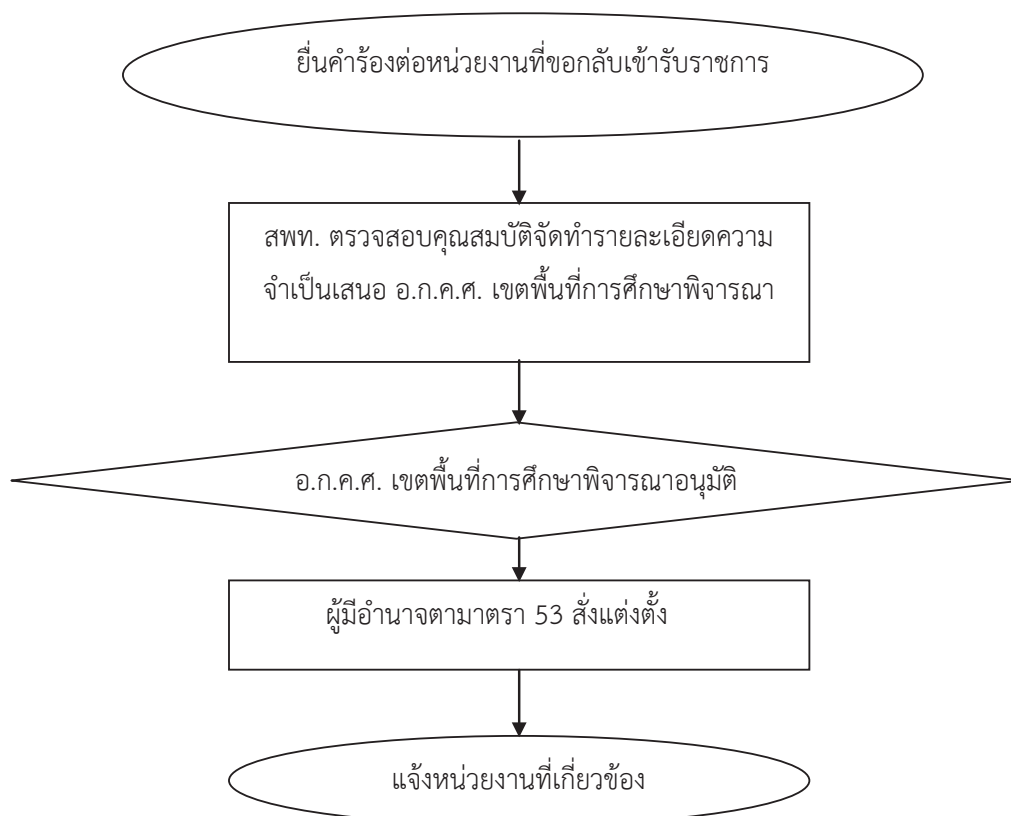 ยื่นคำร้องต่อหน่วยงานที่ขอกลับเข้ารับราชการ
สพท. ตรวจสอบคุณสมบัติจัดทำรายละเอียดความ
จำเป็นเสนอ อ.ก.ค.ศ. เขตพื้นที่การศึกษาพิจารณา
อ.ก.ค.ศ. เขตพื้นที่การศึกษาพิจารณาอนุมัติ
ผู้มีอำนาจตามาตรา 53 สั่งแต่งตั้ง
แจ้งหน่วยงานที่เกี่ยวข้อง